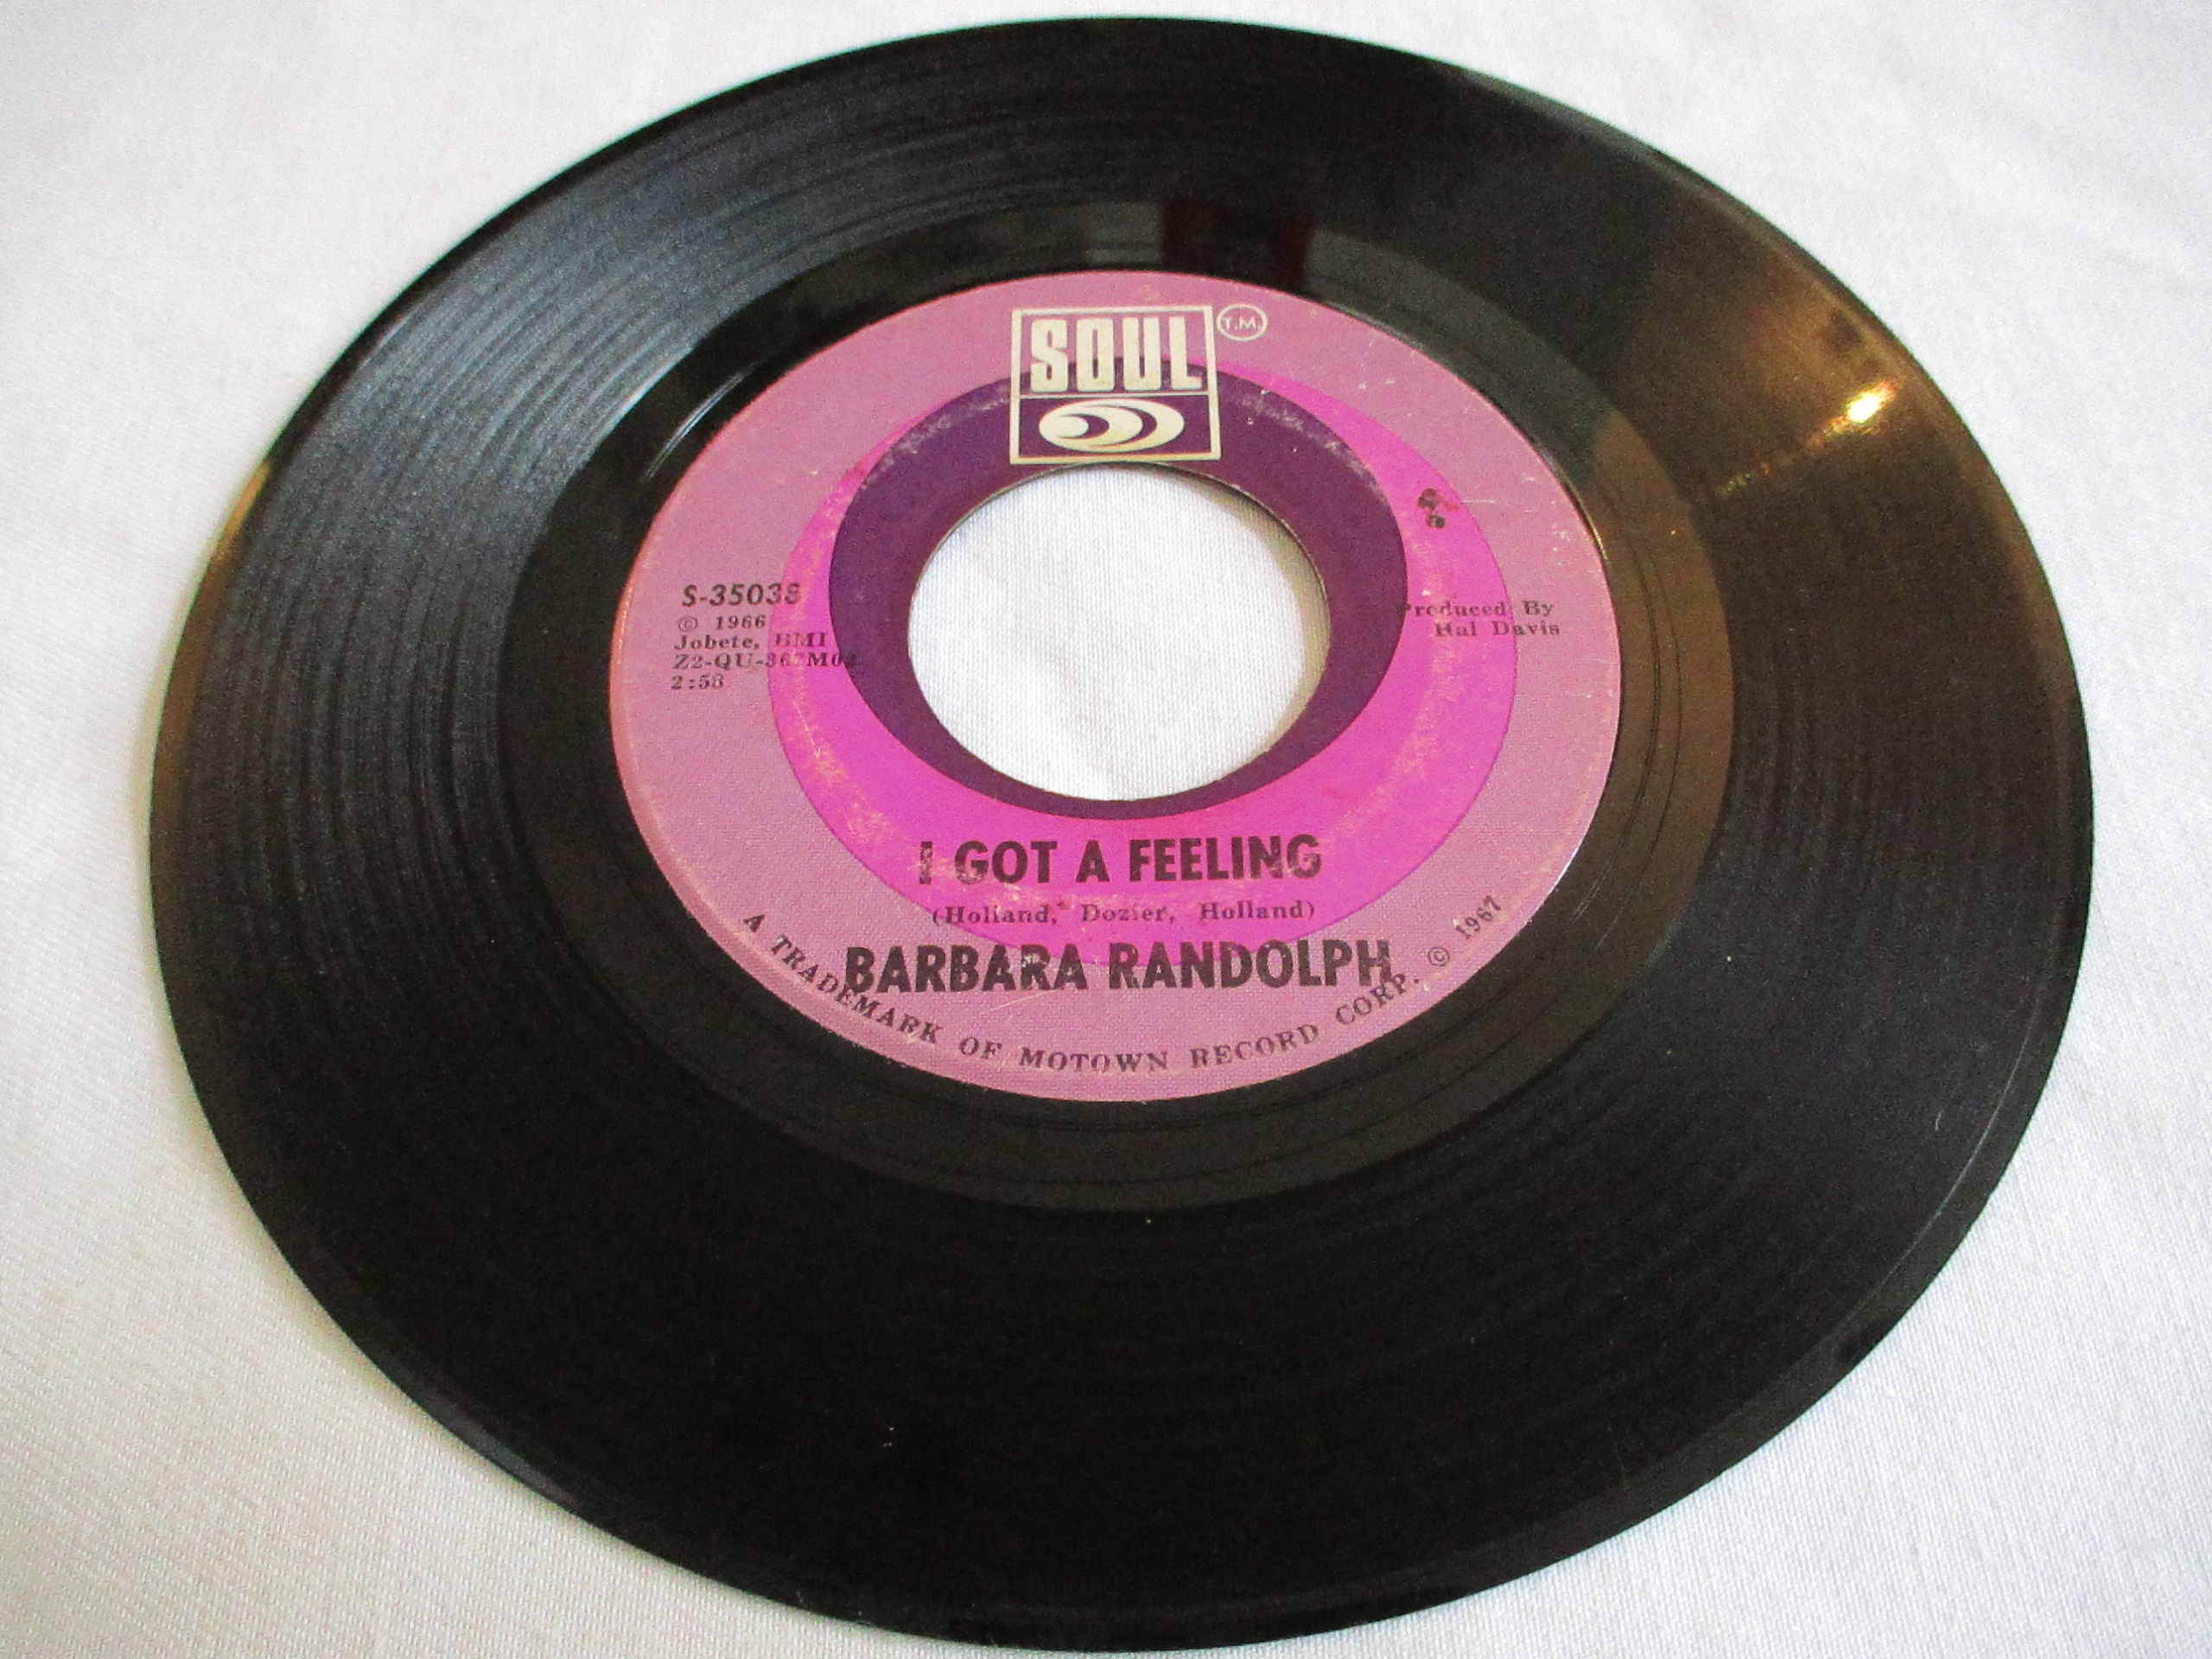 SOUL T.M.
S-35038
© 1966
Jobete, BMI
2:58
Produced By
Hal Davis
I GOT A FEELING
(Holland, Dozier, Holland)
BARBARA RANDOLPH
A TRADEMARK OF MOTOWN RECORD CORP. © 1967